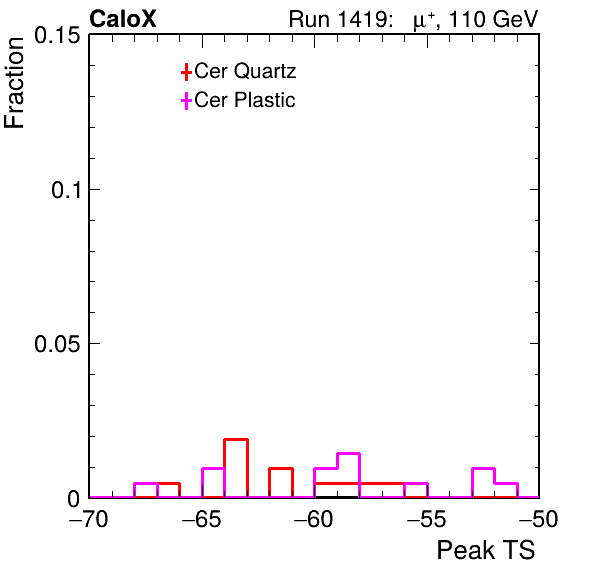 CaloX Run 1419: μ⁺, 110 GeV
Fraction
0.15
Cer Quartz
Cer Plastic
0.1
0.05
0
−70 −65 −60 −55 −50
Peak TS